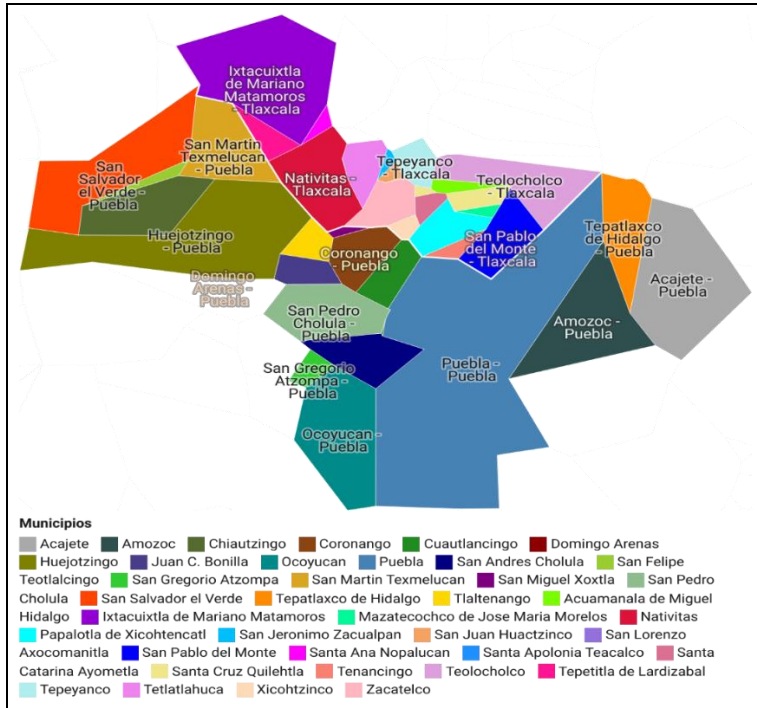 Ixtacuixtla
de Mariano
Matamoros
- Tlaxcala
San Martin
Texmelucan
- Puebla
San
Salvador
el Verde -
Puebla
Nativitas -
Tlaxcala
Tepeyanco
- Tlaxcala
Teolocholco
- Tlaxcala
Huejotzingo
- Puebla
Coronango
- Puebla
San Pablo
del Monte
- Tlaxcala
Tepatlaxco
de Hidalgo
- Puebla
Acajete -
Puebla
Domingo
Arenas -
Puebla
San Pedro
Cholula -
Puebla
Amozoc -
Puebla
San Gregorio
Atzompa -
Puebla
Puebla -
Puebla
Ocoyucan -
Puebla
Municipios
Acajete Amozoc Chiautzingo Coronango Cuautlancingo Domingo Arenas
Huejotzingo Juan C. Bonilla Ocoyucan Puebla San Andres Cholula San Felipe
Teotlalcingo San Gregorio Atzompa San Martin Texmelucan San Miguel Xoxtla San Pedro
Cholula San Salvador el Verde Tepatlaxco de Hidalgo Tlaltenango Acuamanala de Miguel
Hidalgo Ixtacuixtla de Mariano Matamoros Mazatecochco de Jose Maria Morelos Nativitas
Papalotla de Xicohtencatl San Jeronimo Zacualpan San Juan Huactzinco San Lorenzo
Axocomanitla San Pablo del Monte Santa Ana Nopalucan Santa Apolonia Teacalco Santa
Catarina Ayometla Santa Cruz Quilehtla Tenancingo Teolocholco Tepetitla de Lardizabal
Tepeyanco Tetlatlahuca Xicohtzinco Zacatelco